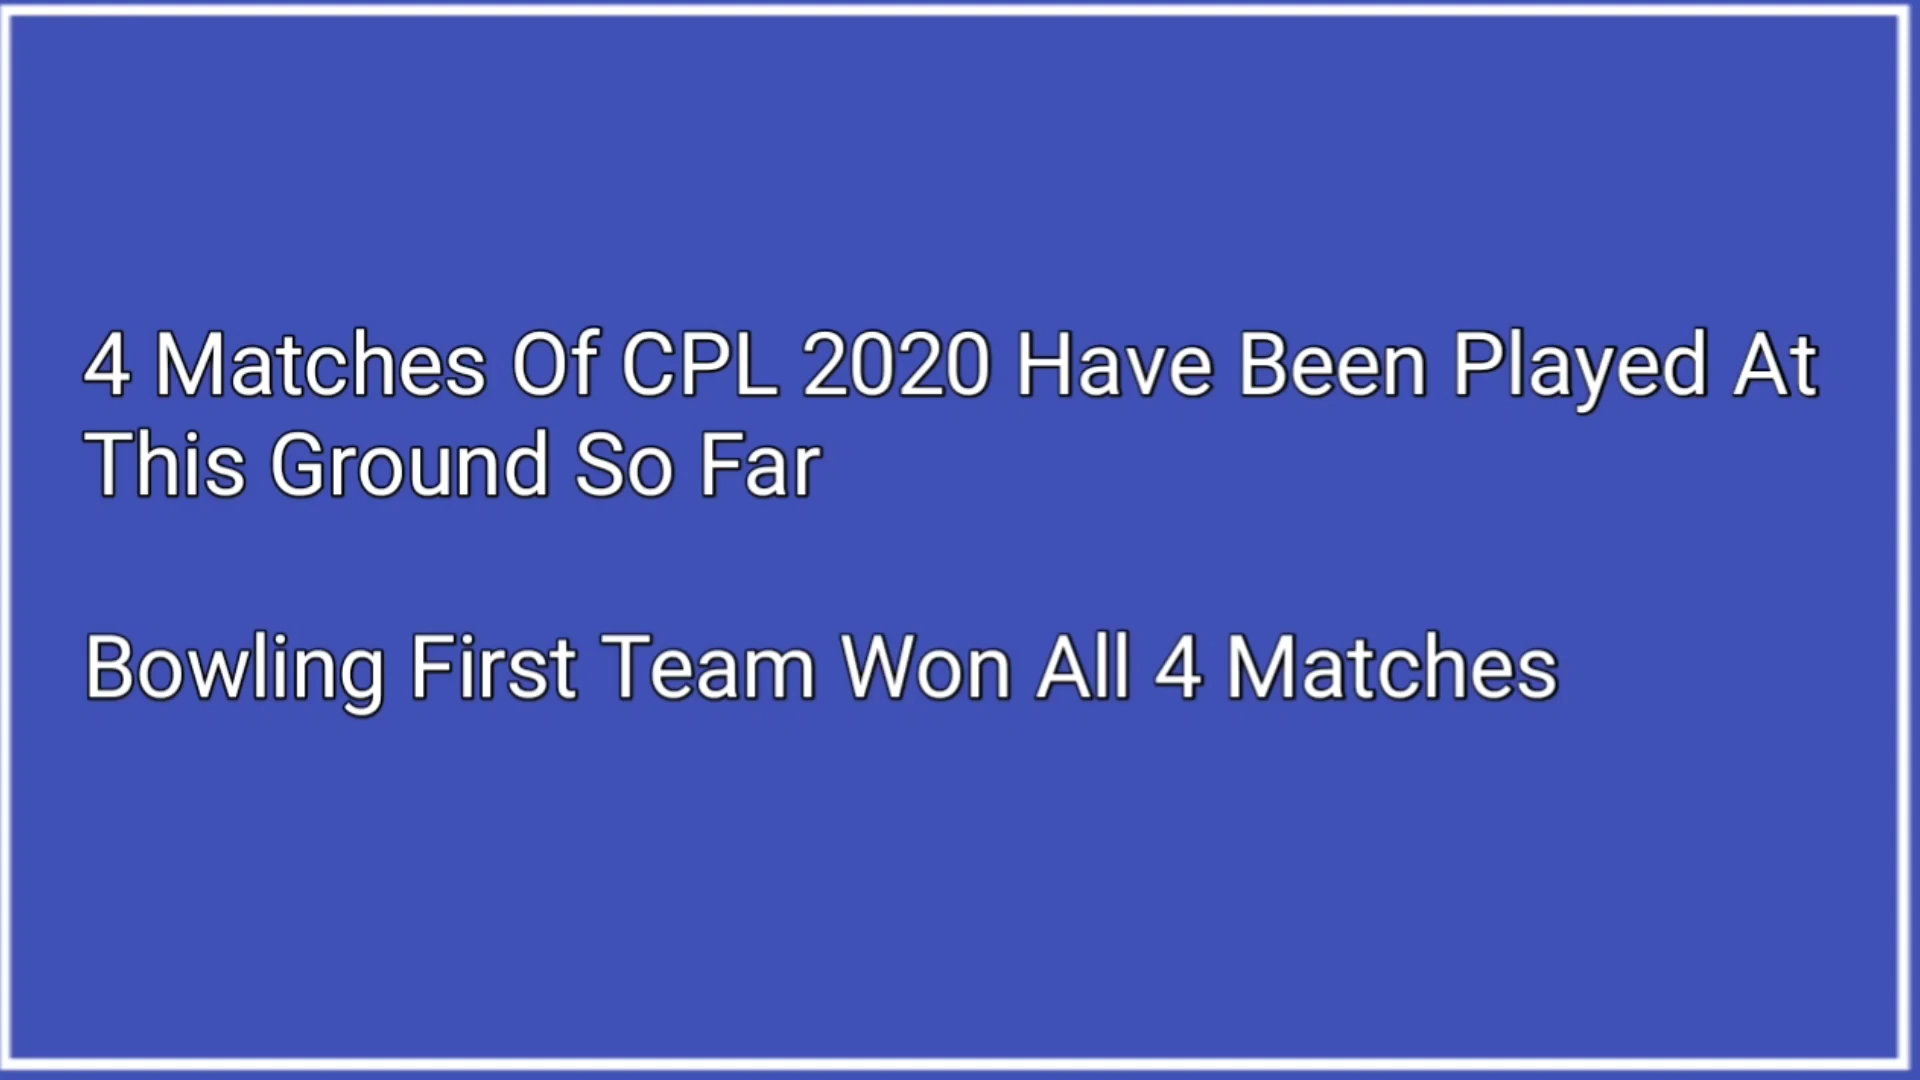 4 Matches Of CPL 2020 Have Been Played At
This Ground So Far
Bowling First Team Won All 4 Matches